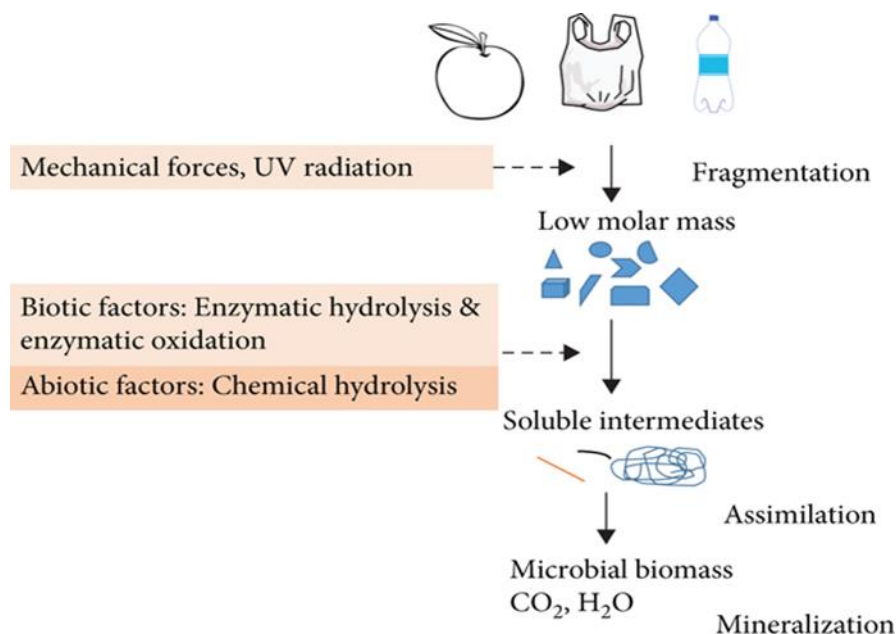 Mechanical forces, UV radiation
Fragmentation
Low molar mass
Biotic factors: Enzymatic hydrolysis &
enzymatic oxidation
Abiotic factors: Chemical hydrolysis
Soluble intermediates
Assimilation
Microbial biomass
CO₂, H₂O
Mineralization